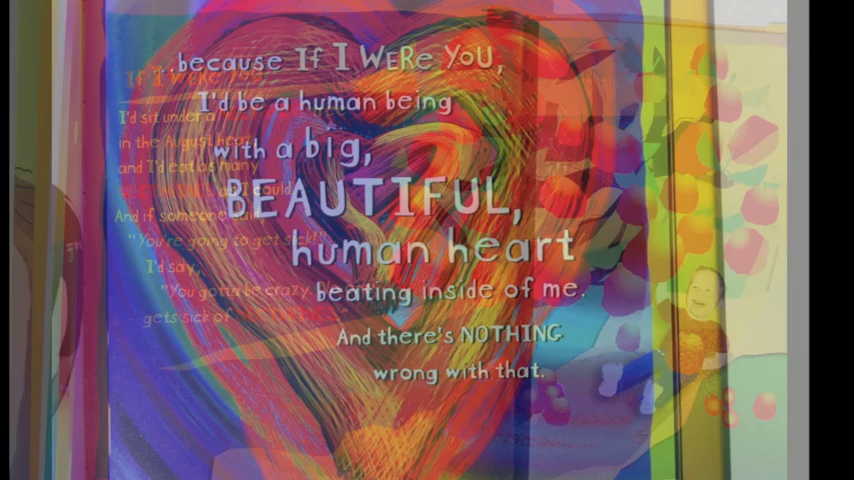 ...because If I WERE YOU,
I'd be a human being
with a big,
BEAUTIFUL,
human heart
beating inside of me.
And there's NOTHING
wrong with that.
If I WERE YOU,
I'd sit under a
in the August heat
and I'd eat as many
as I could.
And if someone said
"You're going to get sick!"
I'd say,
"You gotta be crazy
gets sick of